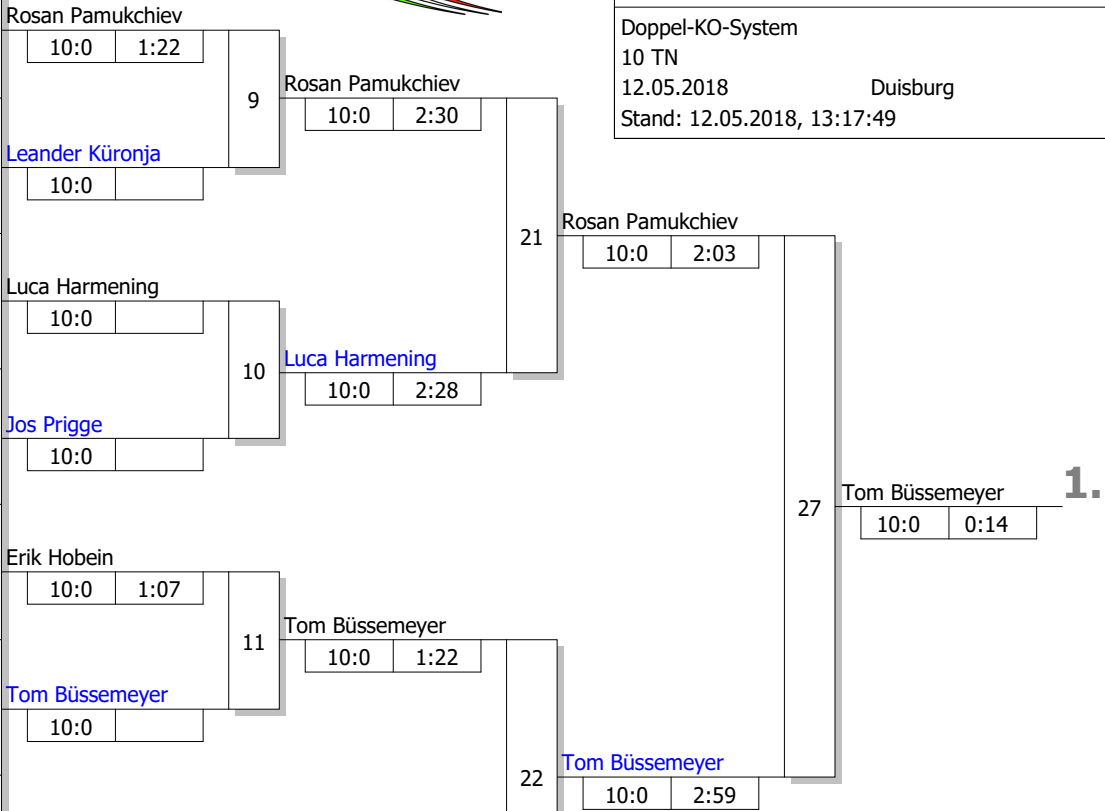 Rosan Pamukchiev
10:0 1:22
9
Leander Küronja
10:0
Rosan Pamukchiev
10:0 2:30
Doppel-KO-System
10 TN
12.05.2018 Duisburg
Stand: 12.05.2018, 13:17:49
21
Rosan Pamukchiev
10:0 2:03
Luca Harmening
10:0
10
Jos Prigge
10:0
Luca Harmening
10:0 2:28
27
Tom Büssemeyer 1.
10:0 0:14
Erik Hobein
10:0 1:07
11
Tom Büssemeyer
10:0
Tom Büssemeyer
10:0 1:22
22
Tom Büssemeyer
10:0 2:59